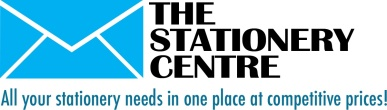 THE
STATIONERY
CENTRE
All your stationery needs in one place at competitive prices!